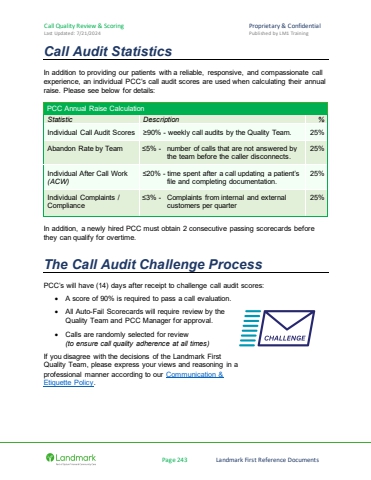 Call Quality Review & Scoring
Proprietary & Confidential
Last Updated: 7/21/2024
Published by LMK Training
Call Audit Statistics
In addition to providing our patients with a reliable, responsive, and compassionate call
experience, an individual PCC's call audit scores are used when calculating their annual
raise. Please see below for details:
PCC Annual Raise Calculation
Statistic Description %
Individual Call Audit Scores ≥90% - weekly call audits by the Quality Team. 25%
Abandon Rate by Team ≤5% - number of calls that are not answered by 25%
the team before the caller disconnects.
Individual After Call Work ≤20% - time spent after a call updating a patient's 25%
(ACW) file and completing documentation.
Individual Complaints / ≤3% - Complaints from internal and external 25%
Compliance customers per quarter
In addition, a newly hired PCC must obtain 2 consecutive passing scorecards before
they can qualify for overtime.
The Call Audit Challenge Process
PCC's will have (14) days after receipt to challenge call audit scores:
• A score of 90% is required to pass a call evaluation.
• All Auto-Fail Scorecards will require review by the
Quality Team and PCC Manager for approval.
• Calls are randomly selected for review
(to ensure call quality adherence at all times)
CHALLENGE
If you disagree with the decisions of the Landmark First
Quality Team, please express your views and reasoning in a
professional manner according to our Communication &
Etiquette Policy.
Landmark
Page 243
Landmark First Reference Documents